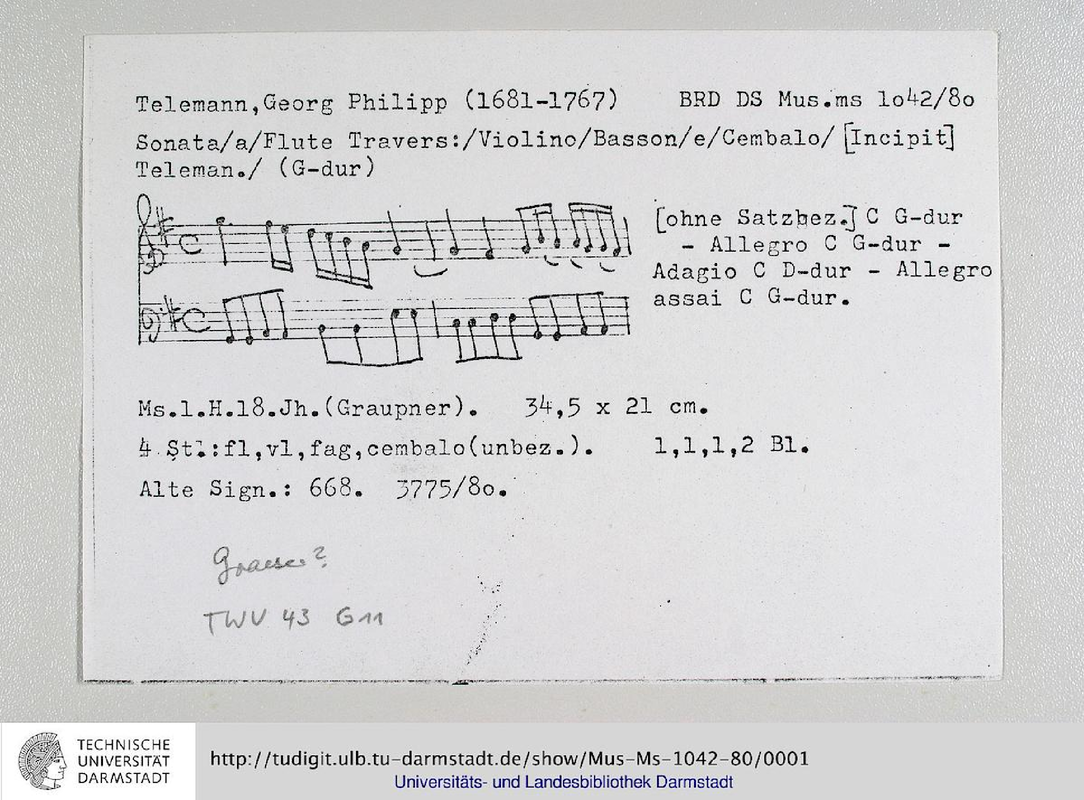 Telemann,Georg Philipp (1681-1767) BRD DS Mus.ms 1o42/8o
Sonata/a/Flute Travers:/Violino/Basson/e/Cembalo/ [Incipit]
Teleman./ (G-dur)
[ohne Satzbez.] C G-dur
- Allegro C G-dur -
Adagio C D-dur - Allegro
assai C G-dur.
Ms.1.H.18.Jh.(Graupner). 34,5 x 21 cm.
4 St.:fl,vl,fag,cembalo(unbez.). 1,1,1,2 Bl.
Alte Sign.: 668. 3775/8o.
TWV 43 G 11
TECHNISCHE
UNIVERSITÄT
DARMSTADT
http://tudigit.ulb.tu-darmstadt.de/show/Mus-Ms-1042-80/0001
Universitäts- und Landesbibliothek Darmstadt